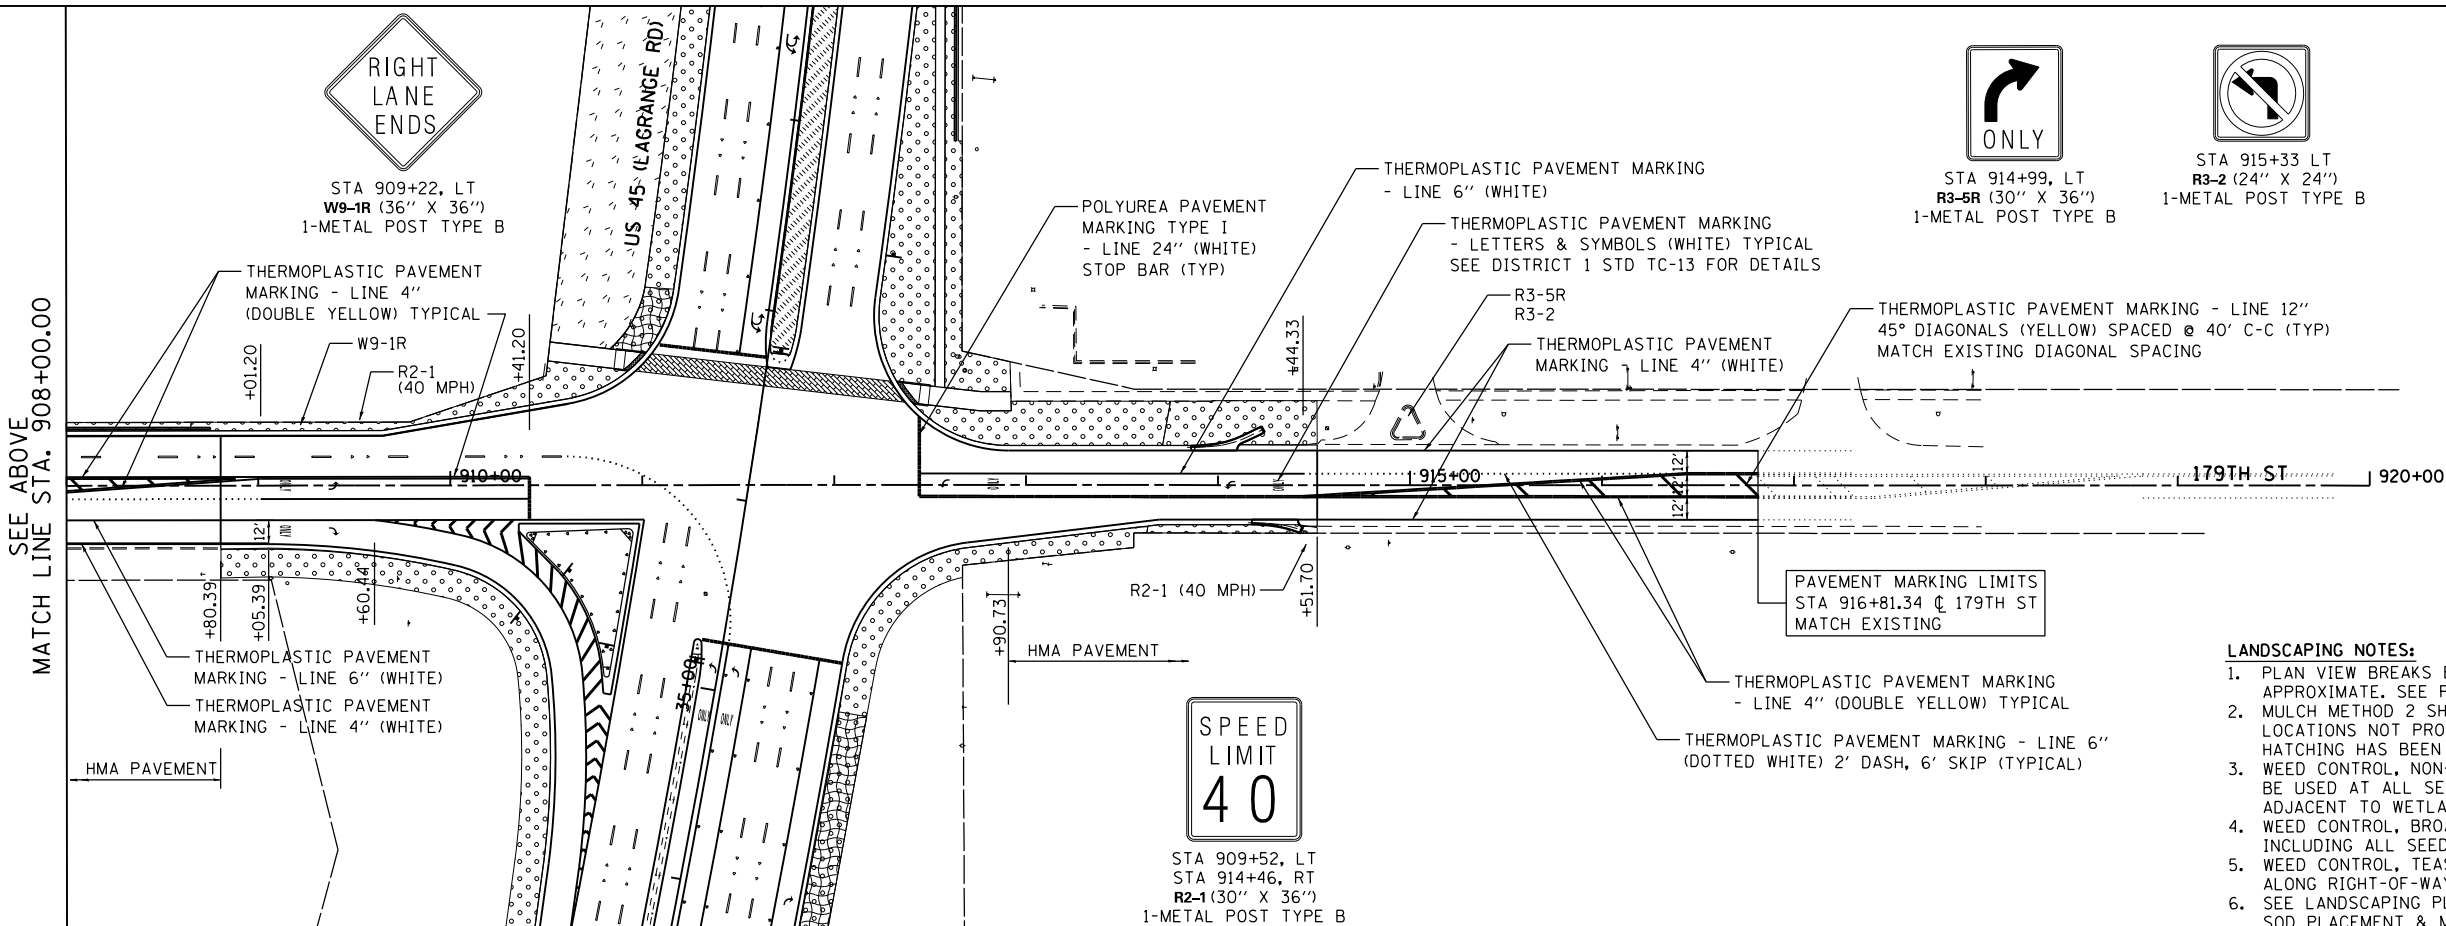 SEE ABOVE
MATCH LINE STA. 908+00.00
RIGHT
LANE
ENDS
STA 909+22, LT
W9-1R (36'' X 36'')
1-METAL POST TYPE B
US 45 (LAGRANGE RD)
THERMOPLASTIC PAVEMENT
MARKING - LINE 4''
(DOUBLE YELLOW) TYPICAL
W9-1R
R2-1
(40 MPH)
+01.20
+41.20
POLYUREA PAVEMENT
MARKING TYPE I
- LINE 24'' (WHITE)
STOP BAR (TYP)
THERMOPLASTIC PAVEMENT MARKING
- LINE 6'' (WHITE)
THERMOPLASTIC PAVEMENT MARKING
- LETTERS & SYMBOLS (WHITE) TYPICAL
SEE DISTRICT 1 STD TC-13 FOR DETAILS
R3-5R
R3-2
+44.33
THERMOPLASTIC PAVEMENT
MARKING - LINE 4'' (WHITE)
ONLY
STA 914+99, LT
R3-5R (30'' X 36'')
1-METAL POST TYPE B
STA 915+33 LT
R3-2 (24'' X 24'')
1-METAL POST TYPE B
THERMOPLASTIC PAVEMENT MARKING - LINE 12''
45° DIAGONALS (YELLOW) SPACED @ 40' C-C (TYP)
MATCH EXISTING DIAGONAL SPACING
910+00
915+00
179TH ST
920+00
ONLY
ONLY
ONLY
ONLY
12'
12'
12'
12'
+80.39
+05.39
+60.44
THERMOPLASTIC PAVEMENT
MARKING - LINE 6'' (WHITE)
THERMOPLASTIC PAVEMENT
MARKING - LINE 4'' (WHITE)
HMA PAVEMENT
35+00
ONLY
ONLY
+90.73
HMA PAVEMENT
R2-1 (40 MPH)
+51.70
PAVEMENT MARKING LIMITS
STA 916+81.34 ℄ 179TH ST
MATCH EXISTING
THERMOPLASTIC PAVEMENT MARKING
- LINE 4'' (DOUBLE YELLOW) TYPICAL
THERMOPLASTIC PAVEMENT MARKING - LINE 6''
(DOTTED WHITE) 2' DASH, 6' SKIP (TYPICAL)
SPEED
LIMIT
40
STA 909+52, LT
STA 914+46, RT
R2-1 (30'' X 36'')
1-METAL POST TYPE B
LANDSCAPING NOTES:
1. PLAN VIEW BREAKS
APPROXIMATE. SEE
2. MULCH METHOD 2
LOCATIONS NOT
HATCHING HAS BEEN
3. WEED CONTROL,
BE USED AT ALL
ADJACENT TO
4. WEED CONTROL,
INCLUDING ALL
5. WEED CONTROL,
ALONG
6. SEE LANDSCAPING
SOD PLACEMENT &